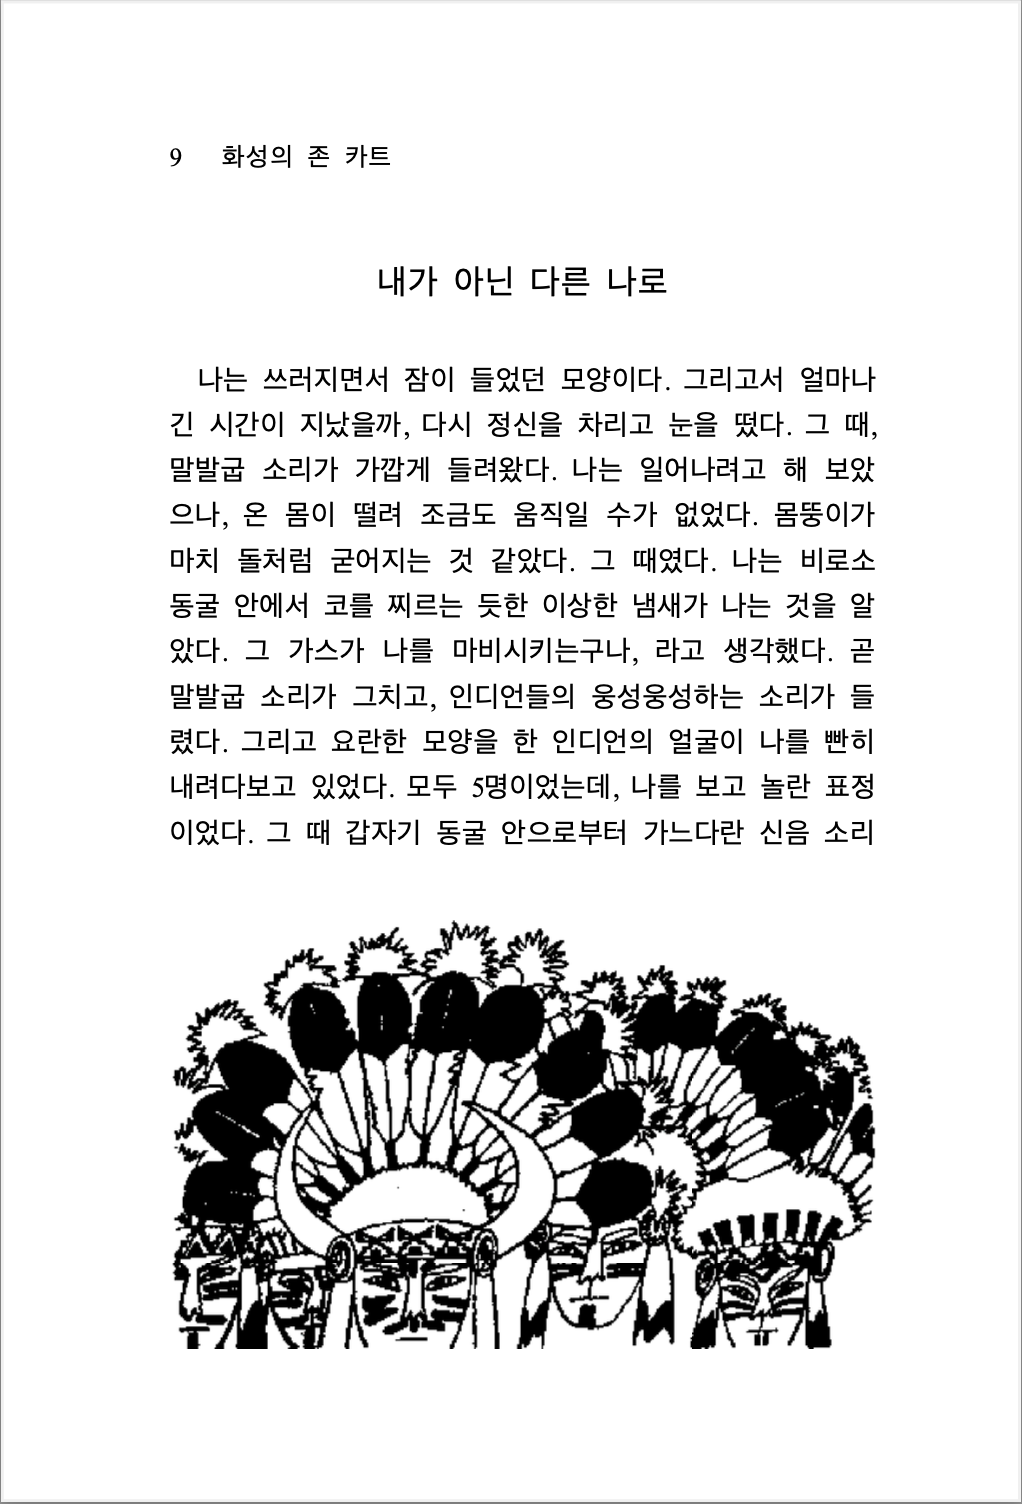 9 화성의 존 카트
내가 아닌 다른 나로
나는 쓰러지면서 잠이 들었던 모양이다. 그리고서 얼마나
긴 시간이 지났을까, 다시 정신을 차리고 눈을 떴다. 그 때,
말발굽 소리가 가깝게 들려왔다. 나는 일어나려고 해 보았
으나, 온 몸이 떨려 조금도 움직일 수가 없었다. 몸뚱이가
마치 돌처럼 굳어지는 것 같았다. 그 때였다. 나는 비로소
동굴 안에서 코를 찌르는 듯한 이상한 냄새가 나는 것을 알
았다. 그 가스가 나를 마비시키는구나, 라고 생각했다. 곧
말발굽 소리가 그치고, 인디언들의 웅성웅성하는 소리가 들
렸다. 그리고 요란한 모양을 한 인디언의 얼굴이 나를 빤히
내려다보고 있었다. 모두 5명이었는데, 나를 보고 놀란 표정
이었다. 그 때 갑자기 동굴 안으로부터 가느다란 신음 소리